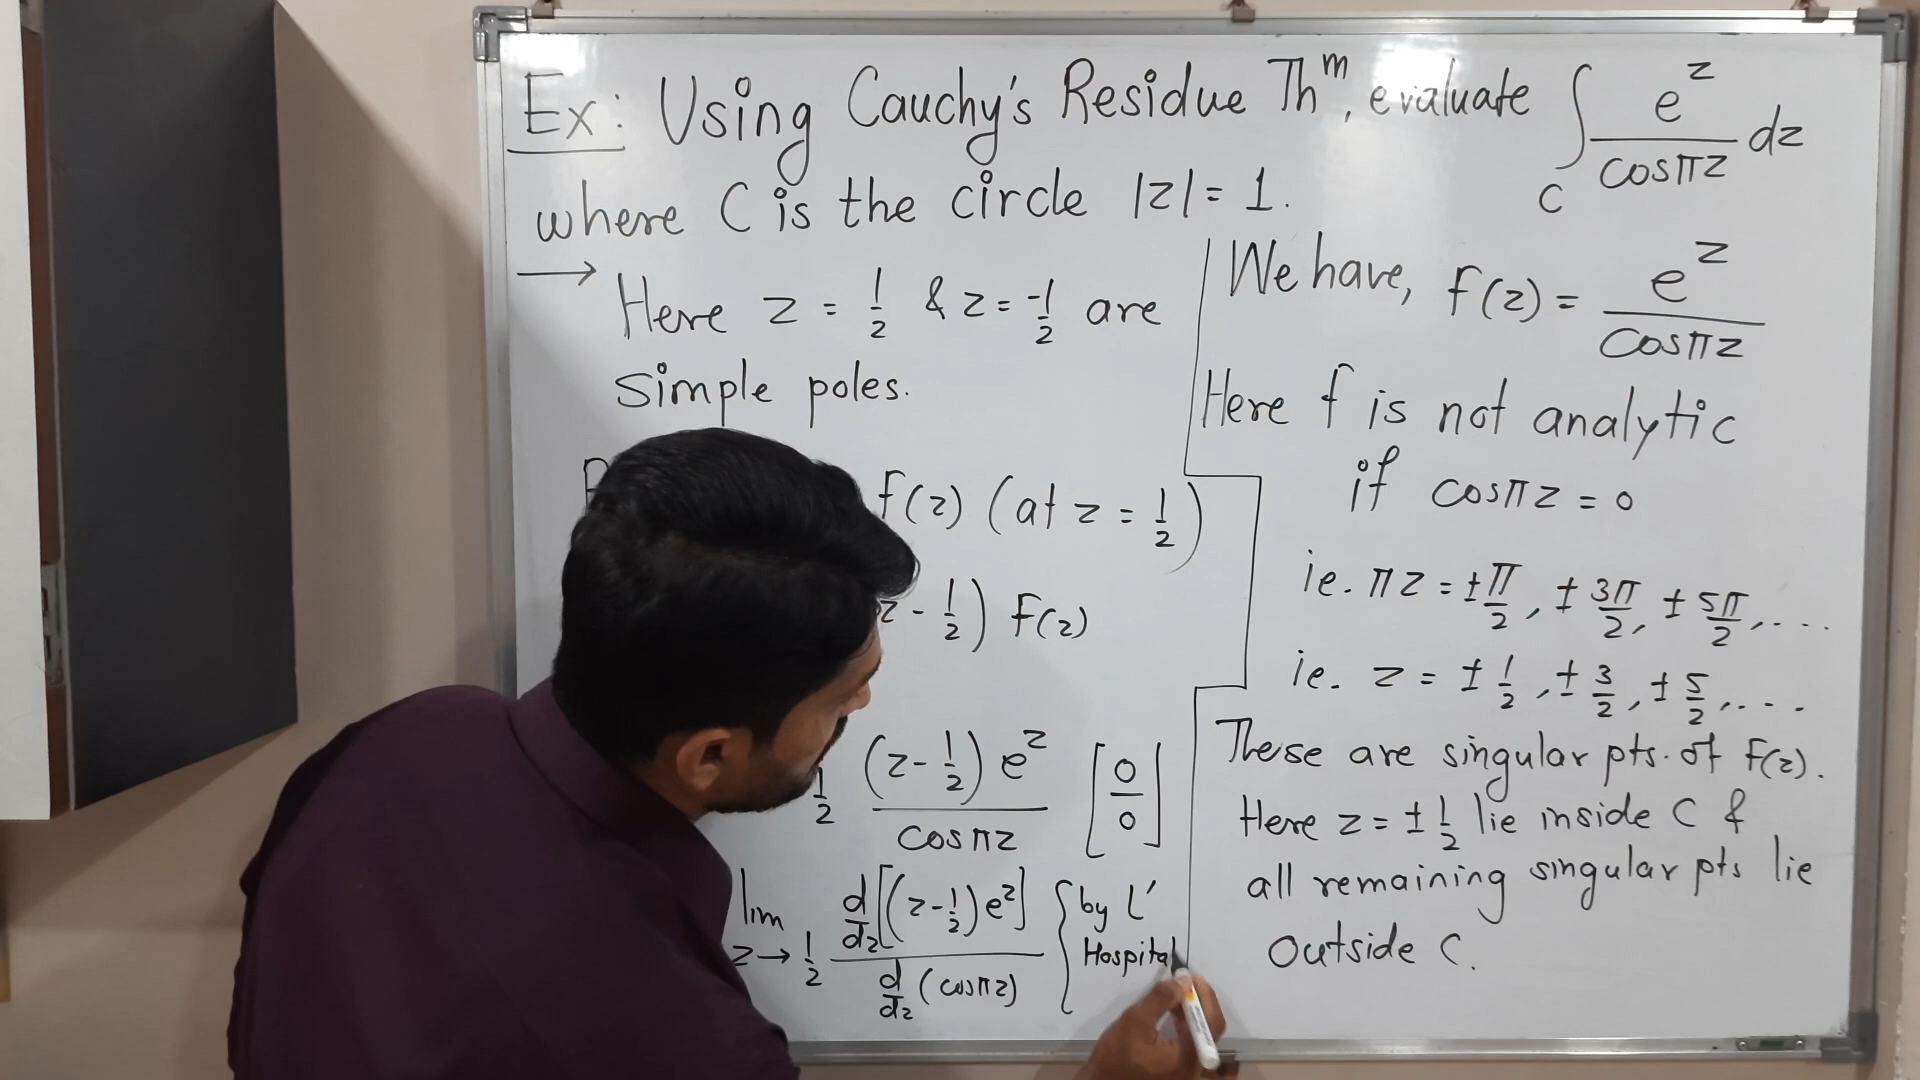 Ex: Using Cauchy's Residue Thᵐ, evaluate ∫_C e^z / cosπz dz
where C is the circle |z| = 1.
→ Here z = 1/2 & z = -1/2 are
simple poles.
f(z) (at z = 1/2)
z - 1/2) f(z)
1/2 (z - 1/2) e^z / cosπz [0/0]
lim z→1/2 d/dz[(z - 1/2)e^z] / d/dz (cosπz) {by L'
Hospital
We have, f(z) = e^z / cosπz
Here f is not analytic
if cosπz = 0
ie. πz = ±π/2, ±3π/2, ±5π/2, ....
ie. z = ±1/2, ±3/2, ±5/2, ....
These are singular pts. of f(z).
Here z = ±1/2 lie inside C &
all remaining singular pts lie
outside C.